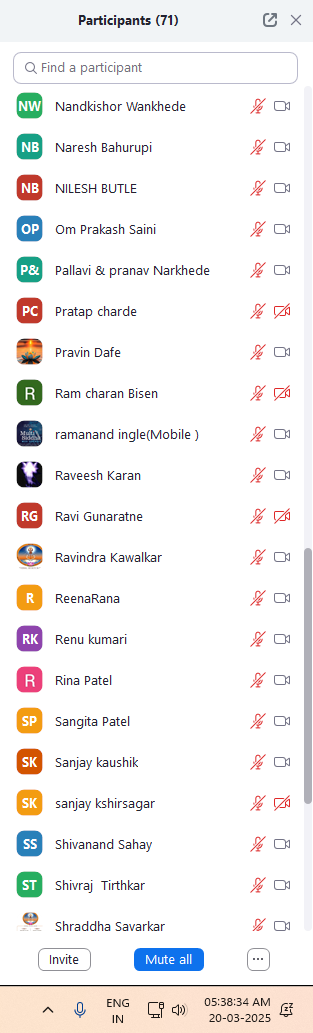 Participants (71)
Find a participant
NW Nandkishor Wankhede
NB Naresh Bahurupi
NB NILESH BUTLE
OP Om Prakash Saini
P& Pallavi & pranav Narkhede
PC Pratap charde
Pravin Dafe
R Ram charan Bisen
ramanand ingle(Mobile )
Raveesh Karan
RG Ravi Gunaratne
Ravindra Kawalkar
R ReenaRana
RK Renu kumari
R Rina Patel
SP Sangita Patel
SK Sanjay kaushik
SK sanjay kshirsagar
SS Shivanand Sahay
ST Shivraj  Tirthkar
Shraddha Savarkar
Invite Mute all ...
ENG 05:38:34 AM
IN 20-03-2025